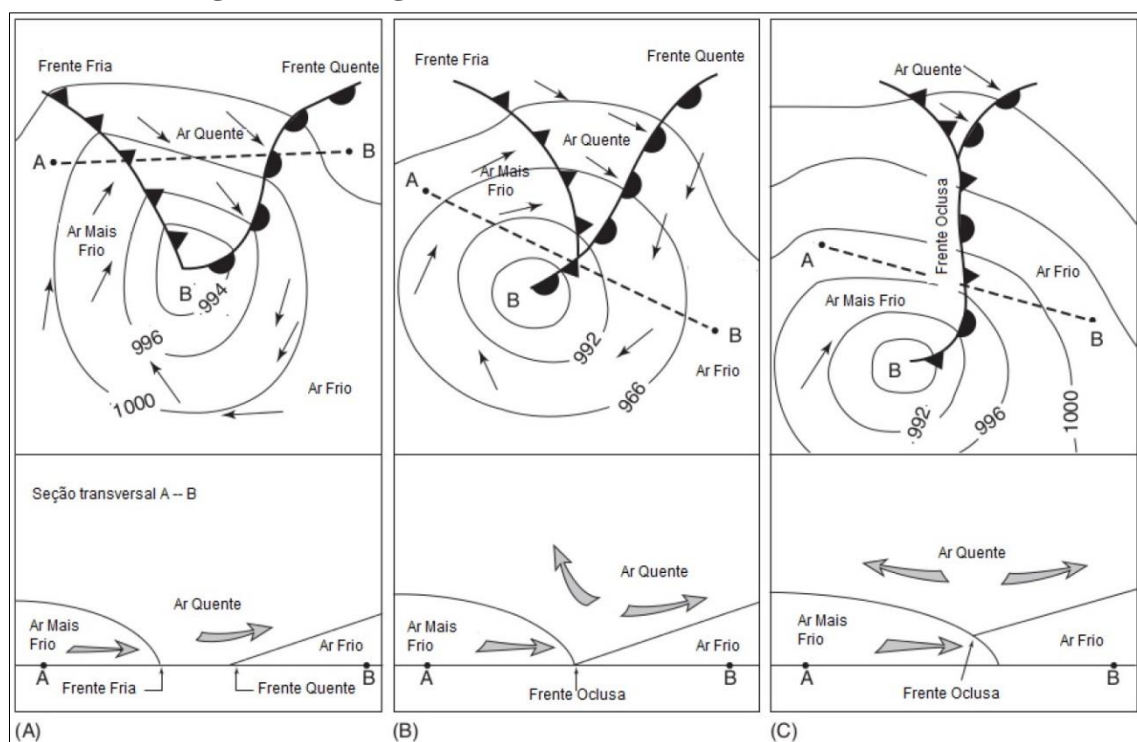 Frente Fria
Frente Quente
Ar Quente
A
B
Ar Mais
Frio
B
994
996
1000
Ar Frio
Seção transversal A -- B
Ar Quente
Ar Mais
Frio
Ar Frio
A
B
Frente Fria
Frente Quente
(A)
Frente Fria
Frente Quente
Ar Quente
A
Ar Mais
Frio
B
992
966
B
Ar Frio
Ar Quente
Ar Mais
Frio
Ar Frio
A
B
Frente Oclusa
(B)
Ar Quente
Frente Oclusa
A
Ar Frio
Ar Mais Frio
B
B
992
996
1000
Ar Quente
Ar Mais
Frio
Ar Frio
A
B
Frente Oclusa
(C)